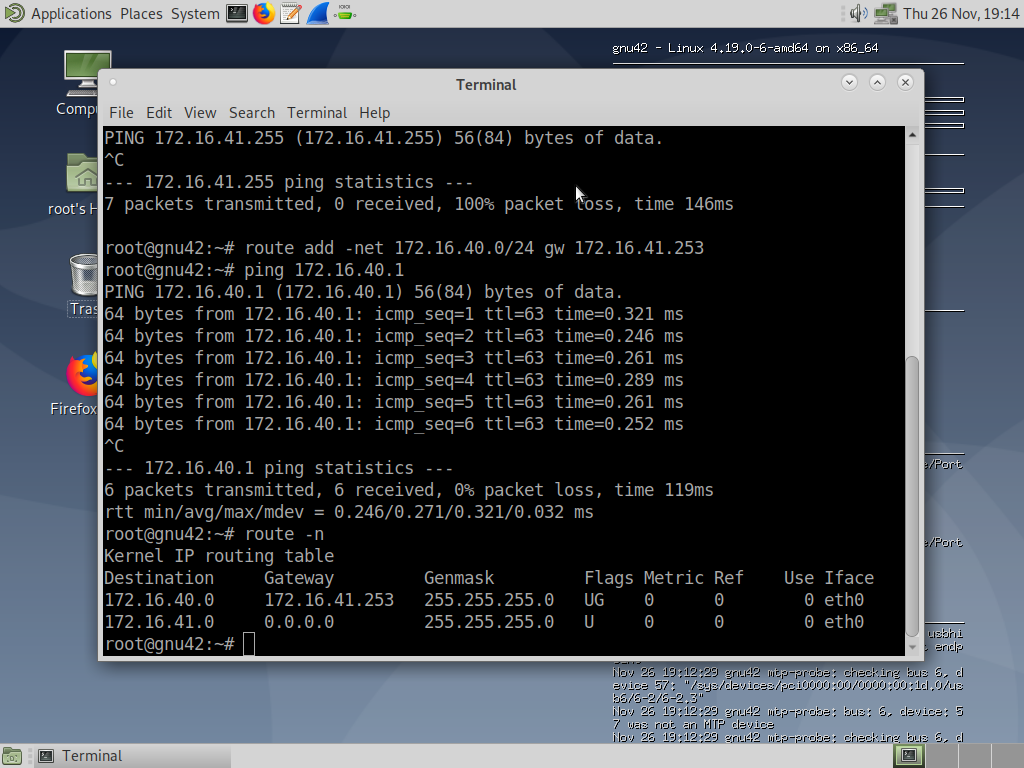 Applications Places System Thu 26 Nov, 19:14
gnu42 - Linux 4.19.0-6-amd64 on x86_64
Terminal
File Edit View Search Terminal Help
PING 172.16.41.255 (172.16.41.255) 56(84) bytes of data.
^C
--- 172.16.41.255 ping statistics ---
7 packets transmitted, 0 received, 100% packet loss, time 146ms
root@gnu42:~# route add -net 172.16.40.0/24 gw 172.16.41.253
root@gnu42:~# ping 172.16.40.1
PING 172.16.40.1 (172.16.40.1) 56(84) bytes of data.
64 bytes from 172.16.40.1: icmp_seq=1 ttl=63 time=0.321 ms
64 bytes from 172.16.40.1: icmp_seq=2 ttl=63 time=0.246 ms
64 bytes from 172.16.40.1: icmp_seq=3 ttl=63 time=0.261 ms
64 bytes from 172.16.40.1: icmp_seq=4 ttl=63 time=0.289 ms
64 bytes from 172.16.40.1: icmp_seq=5 ttl=63 time=0.261 ms
64 bytes from 172.16.40.1: icmp_seq=6 ttl=63 time=0.252 ms
^C
--- 172.16.40.1 ping statistics ---
6 packets transmitted, 6 received, 0% packet loss, time 119ms
rtt min/avg/max/mdev = 0.246/0.271/0.321/0.032 ms
root@gnu42:~# route -n
Kernel IP routing table
Destination Gateway Genmask Flags Metric Ref Use Iface
172.16.40.0 172.16.41.253 255.255.255.0 UG 0 0 0 eth0
172.16.41.0 0.0.0.0 255.255.255.0 U 0 0 0 eth0
root@gnu42:~#
Compu
root's H
Tras
Firefox
e/Port
e/Port
usbhi
endp
Nov 26 19:12:29 gnu42 mtp-probe: checking bus 6, d
evice 57: "/sys/devices/pci0000:00/0000:00:1d.0/us
b6/6-2/6-2.3"
Nov 26 19:12:29 gnu42 mtp-probe: bus: 6, device: 5
7 was not an MTP device
Nov 26 19:12:29 gnu42 mtp-probe: checking bus 6, d
Terminal